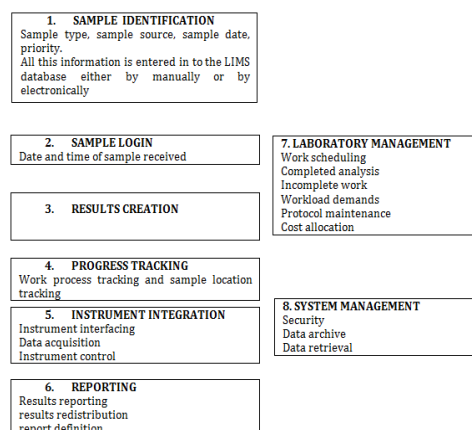 1. SAMPLE IDENTIFICATION
Sample type, sample source, sample date,
priority.
All this information is entered in to the LIMS
database either by manually or by
electronically
2. SAMPLE LOGIN
Date and time of sample received
3. RESULTS CREATION
4. PROGRESS TRACKING
Work process tracking and sample location
tracking
5. INSTRUMENT INTEGRATION
Instrument interfacing
Data acquisition
Instrument control
6. REPORTING
Results reporting
results redistribution
report definition
7. LABORATORY MANAGEMENT
Work scheduling
Completed analysis
Incomplete work
Workload demands
Protocol maintenance
Cost allocation
8. SYSTEM MANAGEMENT
Security
Data archive
Data retrieval